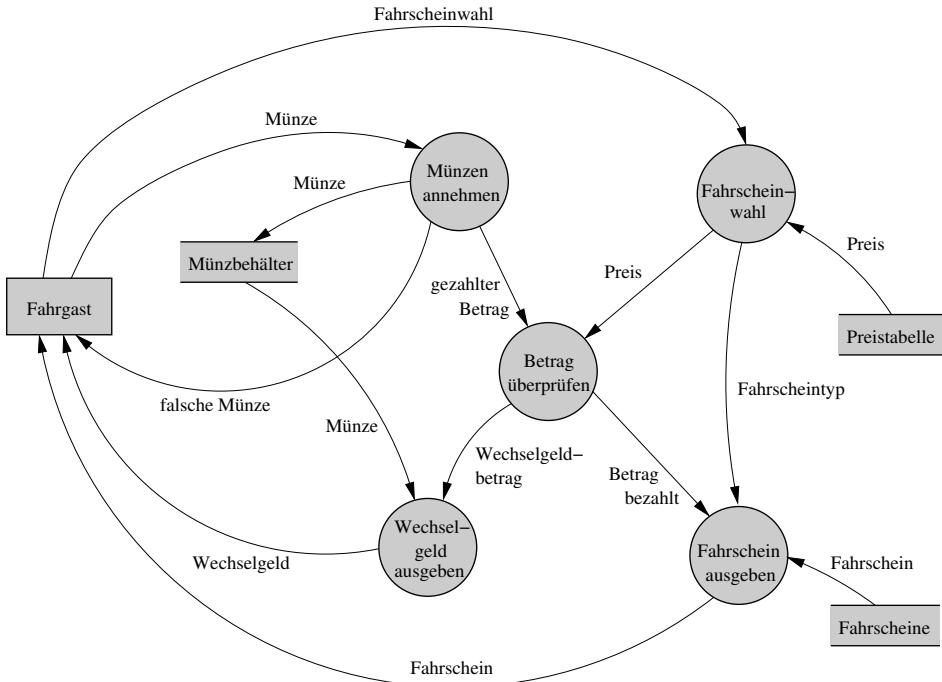 Fahrscheinwahl
Münze
Münzen
annehmen
Münze
Fahrschein–
wahl
Münzbehälter
Preis
Preis
gezahlter
Betrag
Fahrgast
Preistabelle
Betrag
überprüfen
Fahrscheintyp
falsche Münze
Münze
Wechselgeld–
betrag
Betrag
bezahlt
Wechsel–
geld
ausgeben
Fahrschein
ausgeben
Wechselgeld
Fahrschein
Fahrscheine
Fahrschein